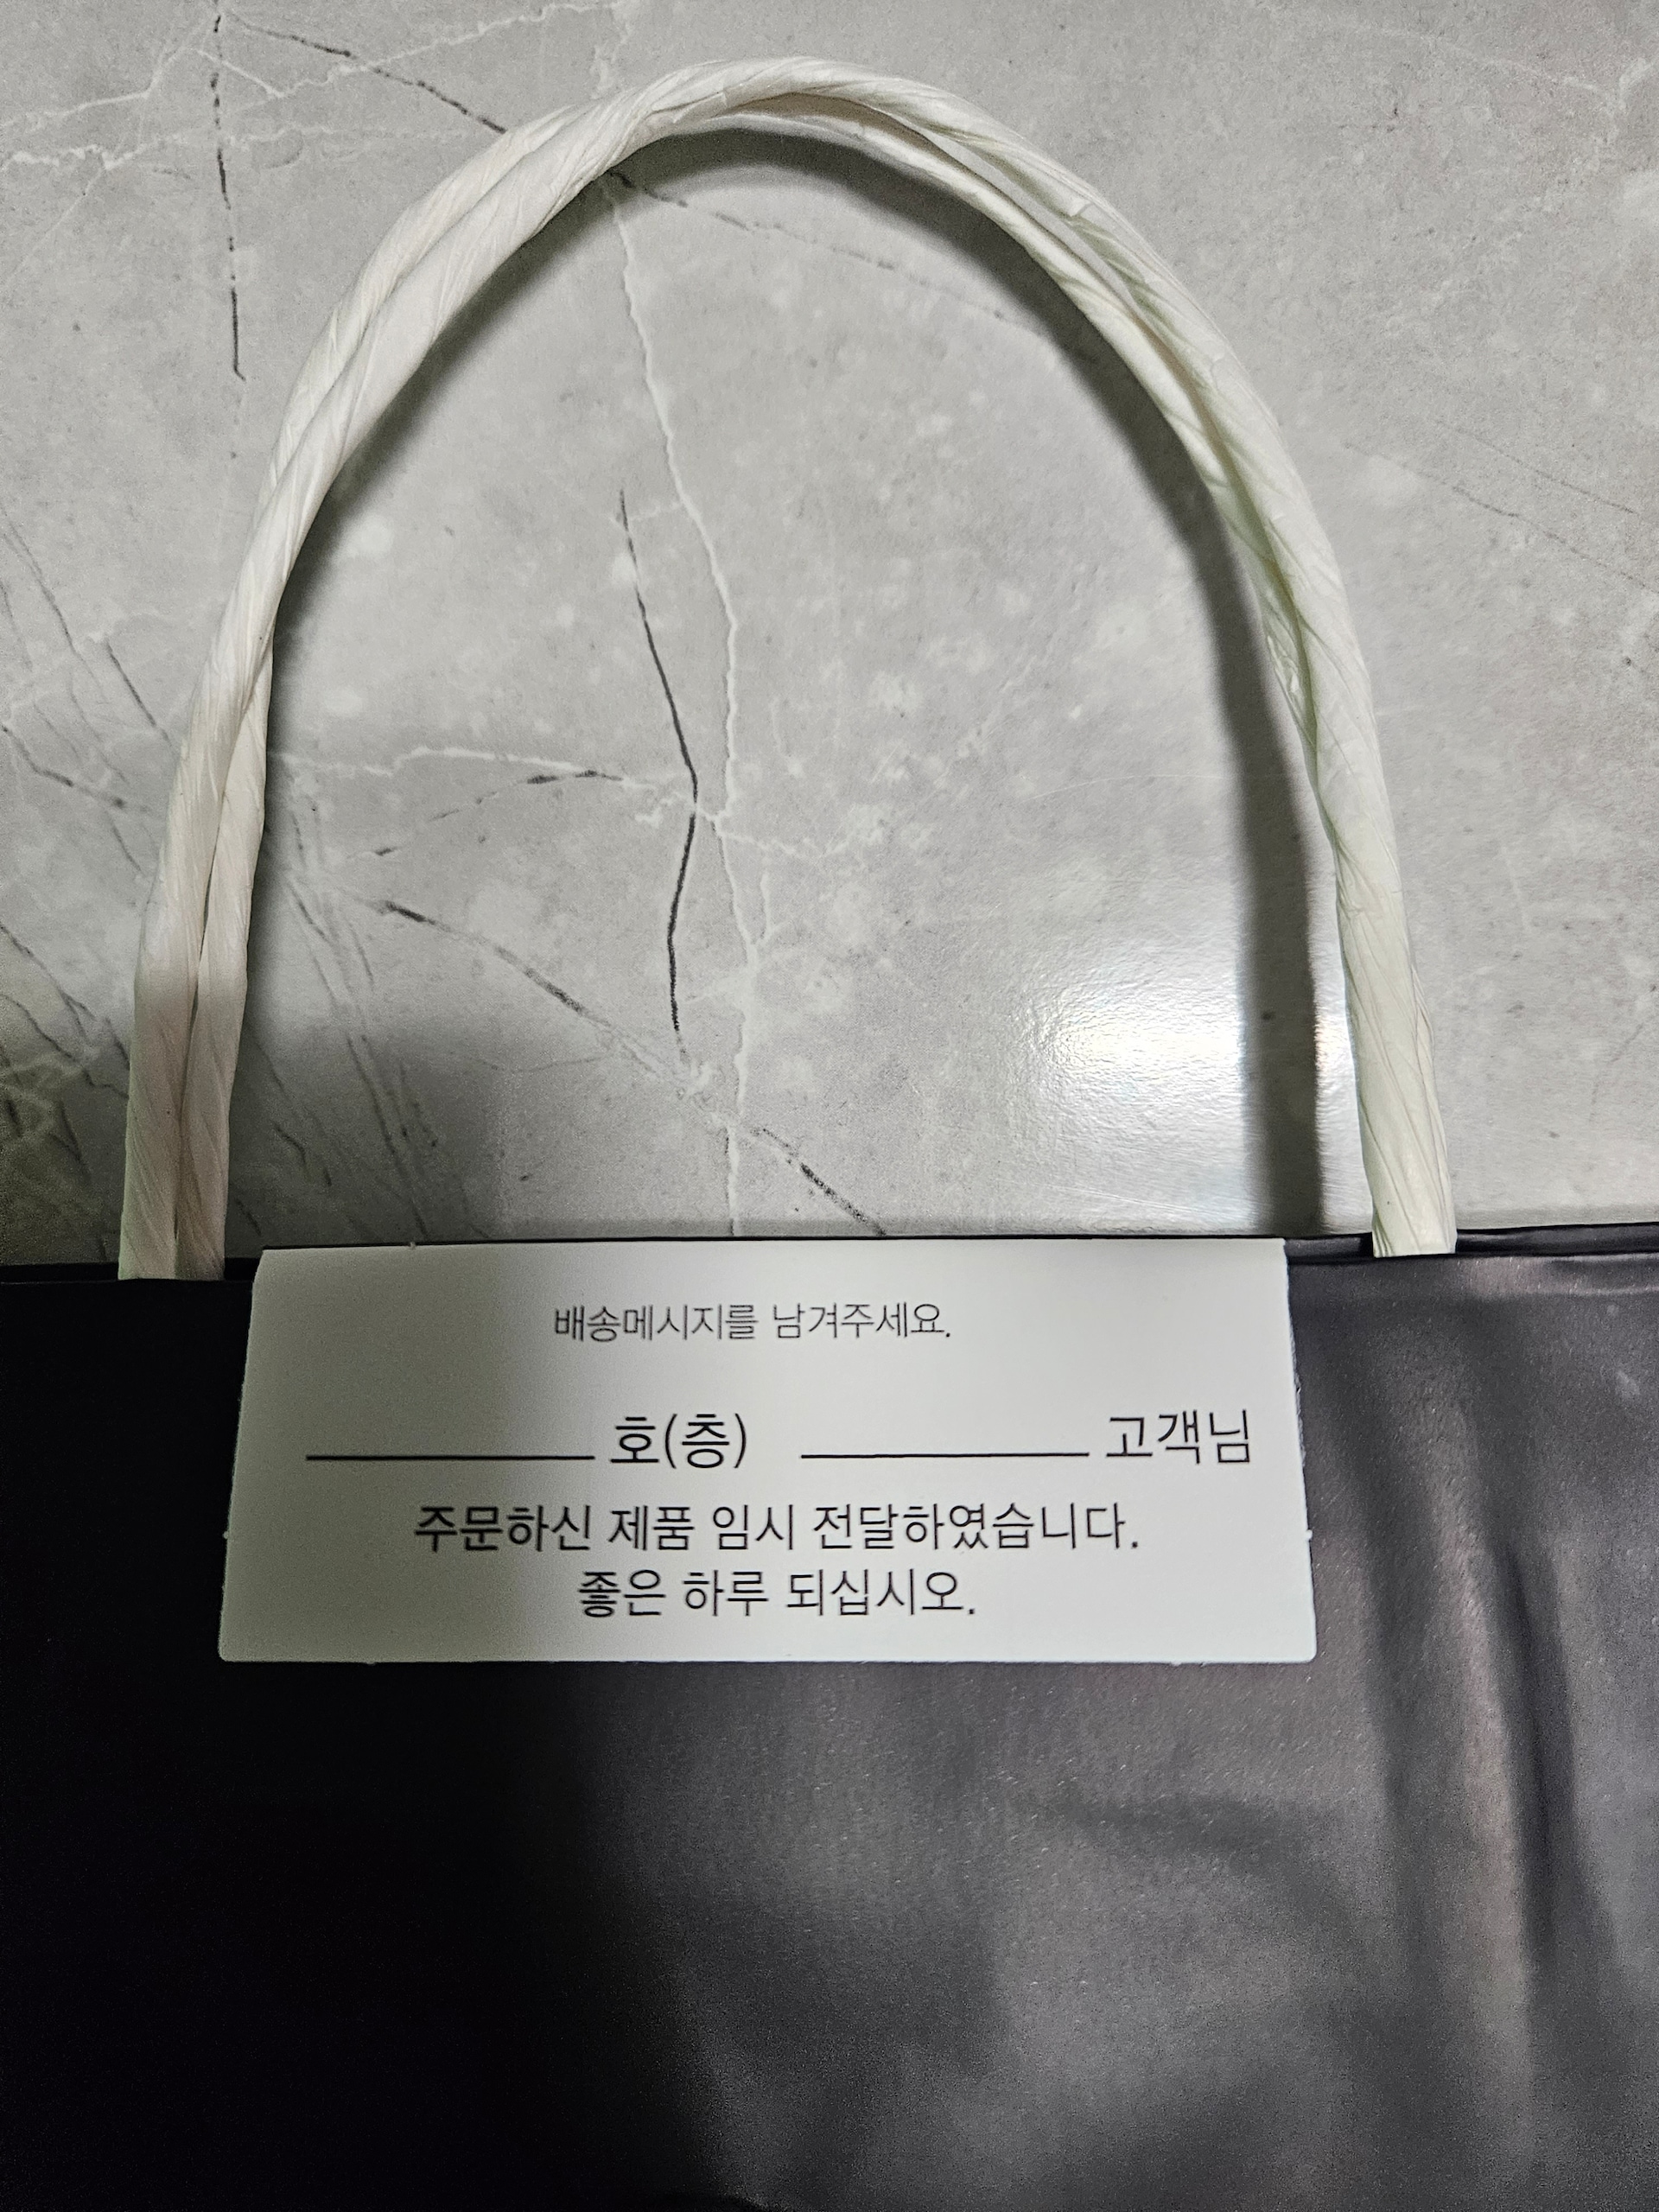 배송메시지를 남겨주세요.
________ 호(층) ________ 고객님
주문하신 제품 임시 전달하였습니다.
좋은 하루 되십시오.